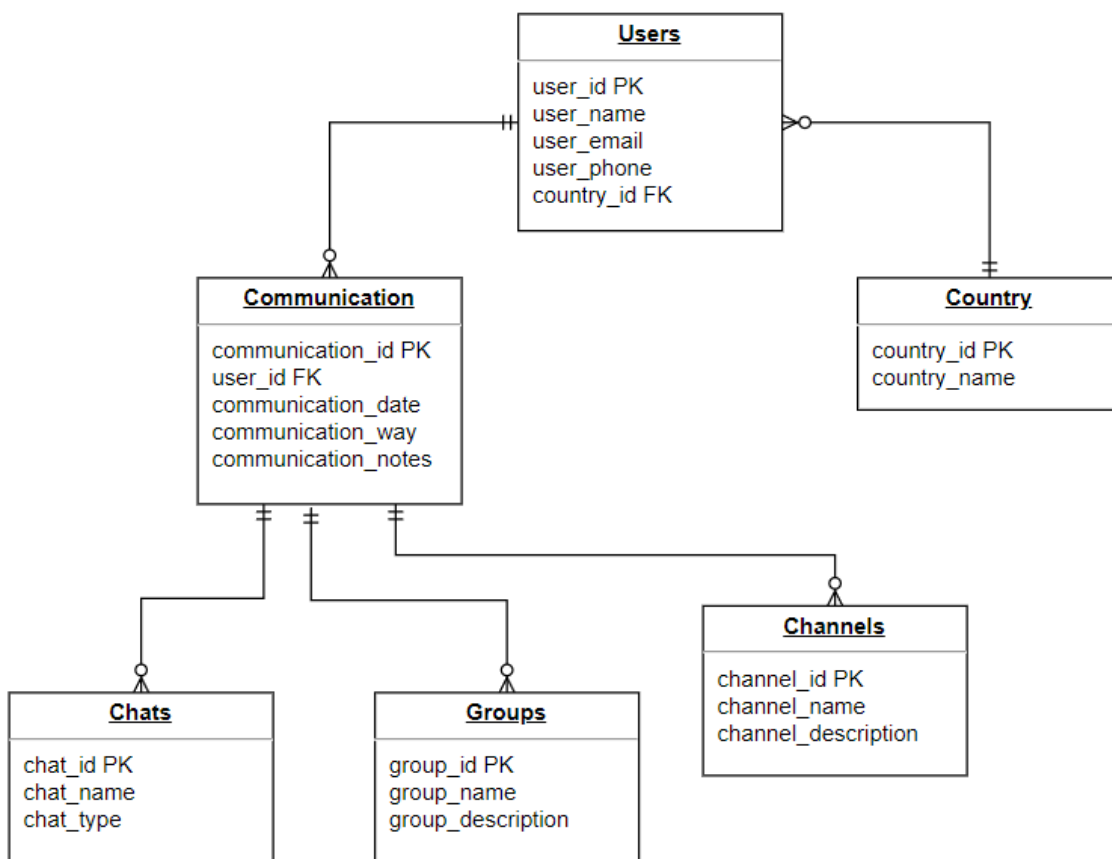 Users
user_id PK
user_name
user_email
user_phone
country_id FK
Communication
communication_id PK
user_id FK
communication_date
communication_way
communication_notes
Country
country_id PK
country_name
Channels
channel_id PK
channel_name
channel_description
Chats
chat_id PK
chat_name
chat_type
Groups
group_id PK
group_name
group_description